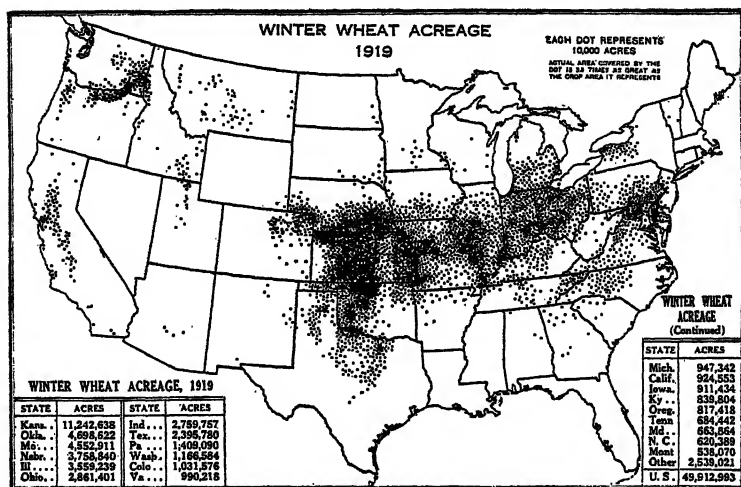 WINTER WHEAT ACREAGE
1919
EACH DOT REPRESENTS
10,000 ACRES
ACTUAL AREA COVERED BY THE
DOT IS 3.8 TIMES AS GREAT AS
THE CROP AREA IT REPRESENTS
WINTER WHEAT ACREAGE, 1919
STATE ACRES STATE ACRES
Kans. 11,242,638 Ind... 2,759,757
Okla.. 4,698,522 Tex... 2,395,780
Mo.. 4,552,911 Pa 1,409,090
Nebr. 3,758,840 Wash. 1,166,584
Ill... 3,559,239 Colo.. 1,031,576
Ohio.. 2,861,401 Va ... 990,218
WINTER WHEAT
ACREAGE
(Continued)
STATE ACRES
Mich. 947,342
Calif. 924,553
Iowa. 911,434
Ky .. 839,804
Oreg. 817,418
Tenn 684,442
Md... 663,864
N. C. 620,389
Mont 538,070
Other 2,539,021
U. S. 49,912,993